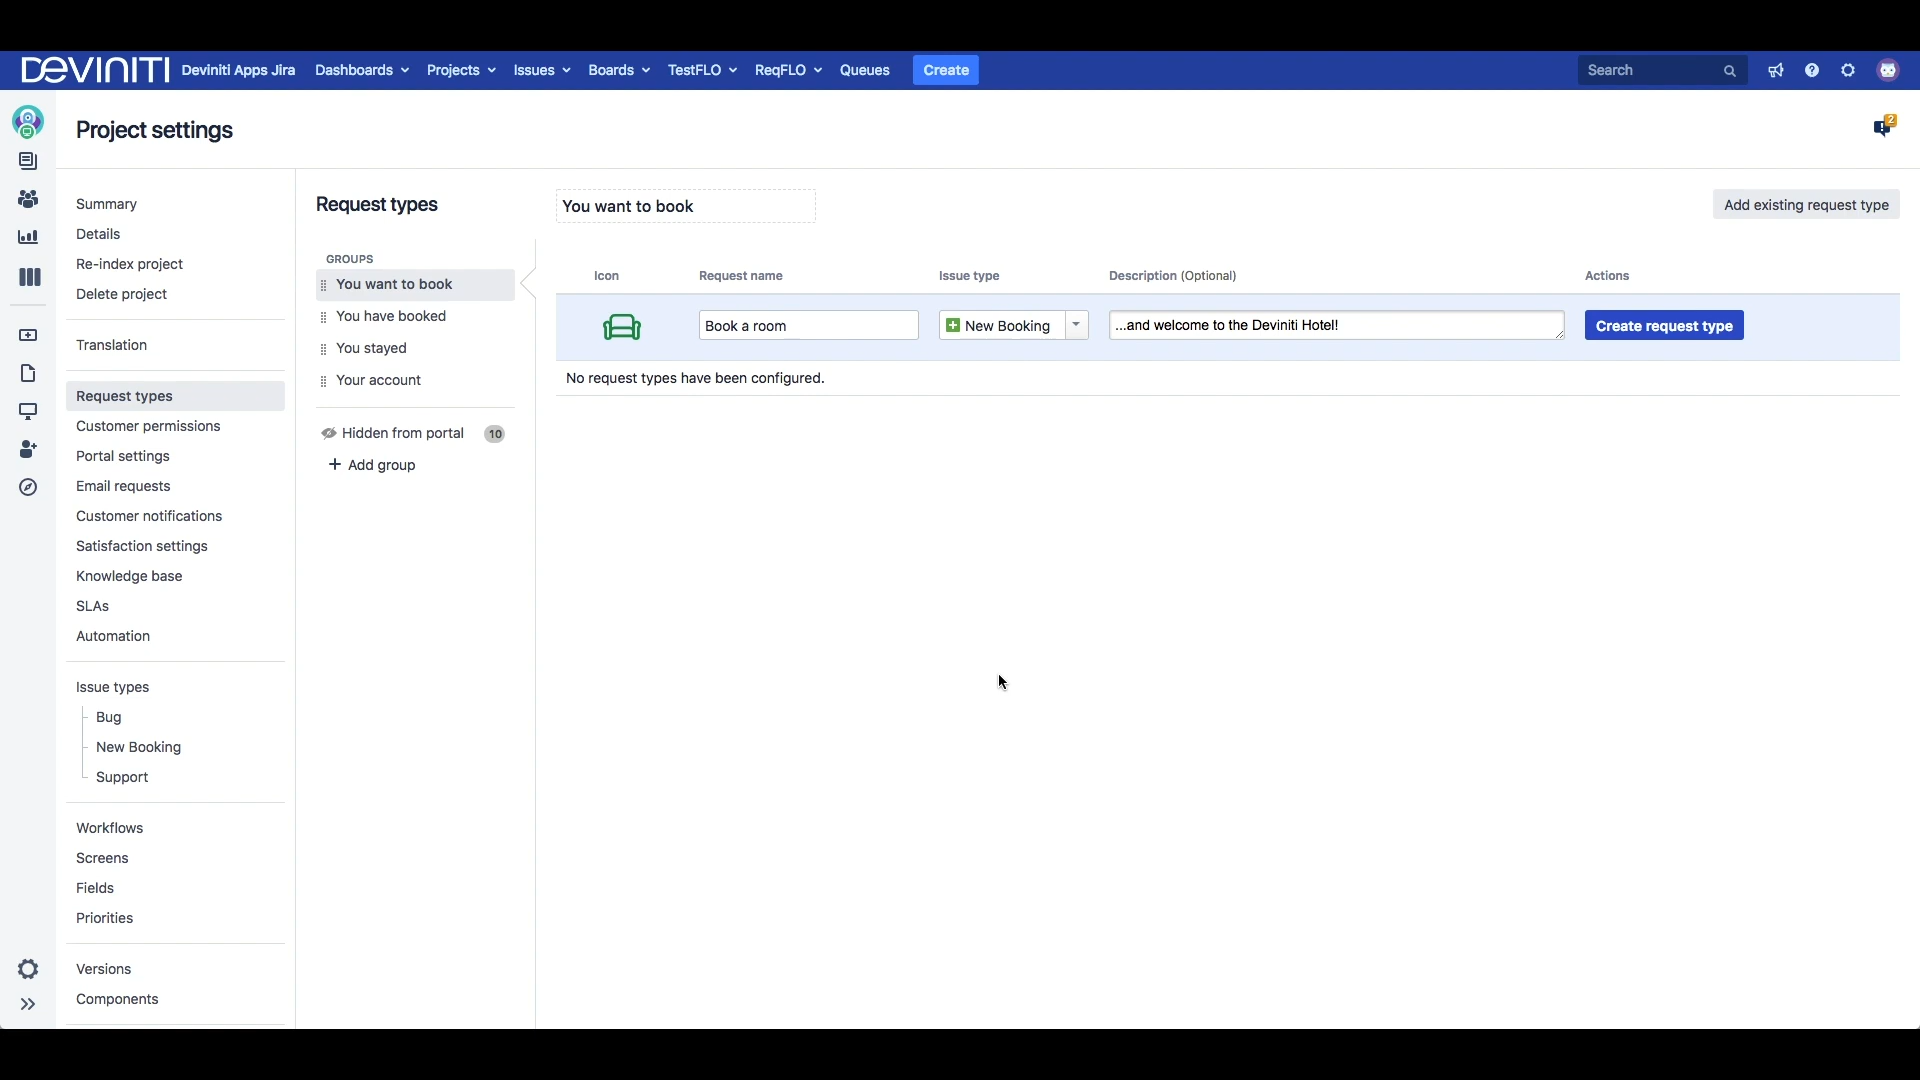 DEVINITI Deviniti Apps Jira Dashboards Projects Issues Boards TestFLO ReqFLO Queues Create Search
Project settings
2
Summary
Details
Re-index project
Delete project
Translation
Request types
Customer permissions
Portal settings
Email requests
Customer notifications
Satisfaction settings
Knowledge base
SLAs
Automation
Issue types
Bug
New Booking
Support
Workflows
Screens
Fields
Priorities
Versions
Components
Request types
GROUPS
You want to book
You have booked
You stayed
Your account
Hidden from portal 10
Add group
You want to book
Add existing request type
Icon Request name Issue type Description (Optional) Actions
Book a room New Booking ...and welcome to the Deviniti Hotel! Create request type
No request types have been configured.